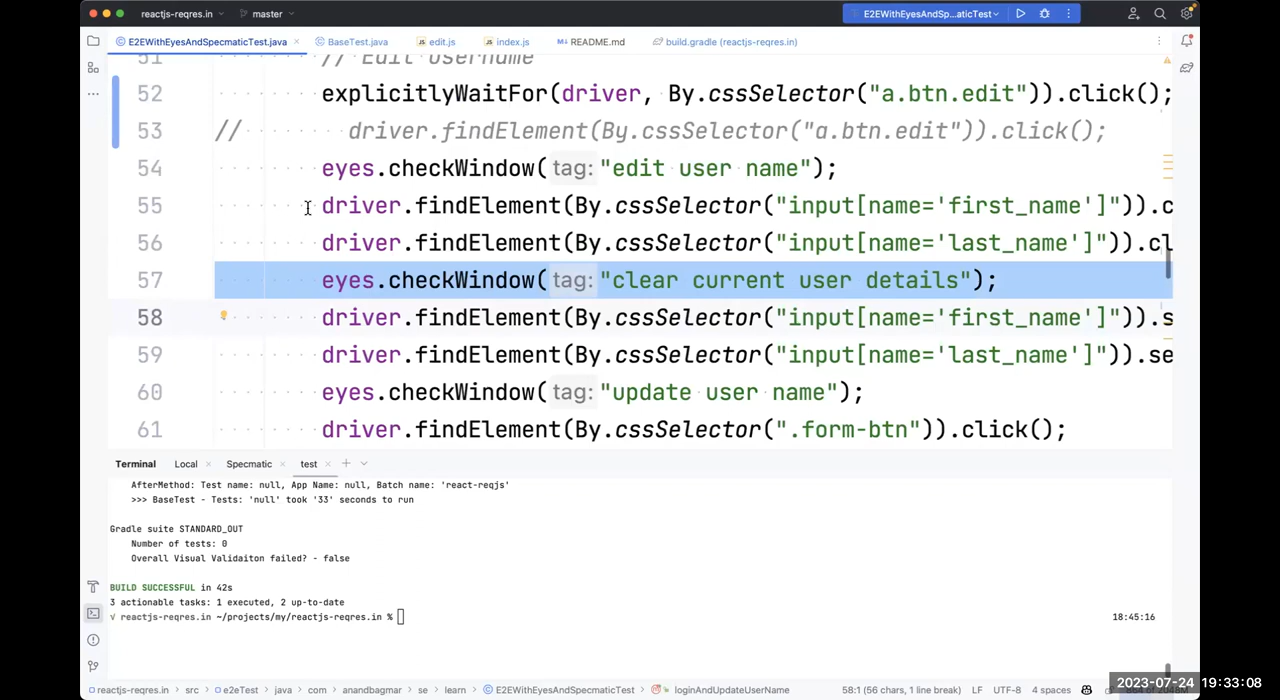 reactjs-reqres.in master E2EWithEyesAndSp...aticTest
E2EWithEyesAndSpecmaticTest.java BaseTest.java edit.js index.js README.md build.gradle (reactjs-reqres.in)
51 // Edit username
52 explicitlyWaitFor(driver, By.cssSelector("a.btn.edit")).click();
53 // driver.findElement(By.cssSelector("a.btn.edit")).click();
54 eyes.checkWindow( tag: "edit user name");
55 driver.findElement(By.cssSelector("input[name='first_name']")).c
56 driver.findElement(By.cssSelector("input[name='last_name']")).cl
57 eyes.checkWindow( tag: "clear current user details");
58 driver.findElement(By.cssSelector("input[name='first_name']")).s
59 driver.findElement(By.cssSelector("input[name='last_name']")).se
60 eyes.checkWindow( tag: "update user name");
61 driver.findElement(By.cssSelector(".form-btn")).click();
Terminal Local Specmatic test
AfterMethod: Test name: null, App Name: null, Batch name: 'react-reqjs'
>>> BaseTest - Tests: 'null' took '33' seconds to run
Gradle suite STANDARD_OUT
Number of tests: 0
Overall Visual Validaiton failed? - false
BUILD SUCCESSFUL in 42s
3 actionable tasks: 1 executed, 2 up-to-date
√ reactjs-reqres.in ~/projects/my/reactjs-reqres.in % 18:45:16
reactjs-reqres.in > src > e2eTest > java > com > anandbagmar > se > learn > E2EWithEyesAndSpecmaticTest > loginAndUpdateUserName 58:1 (56 chars, 1 line break) LF UTF-8 4 spaces
2023-07-24 19:33:08